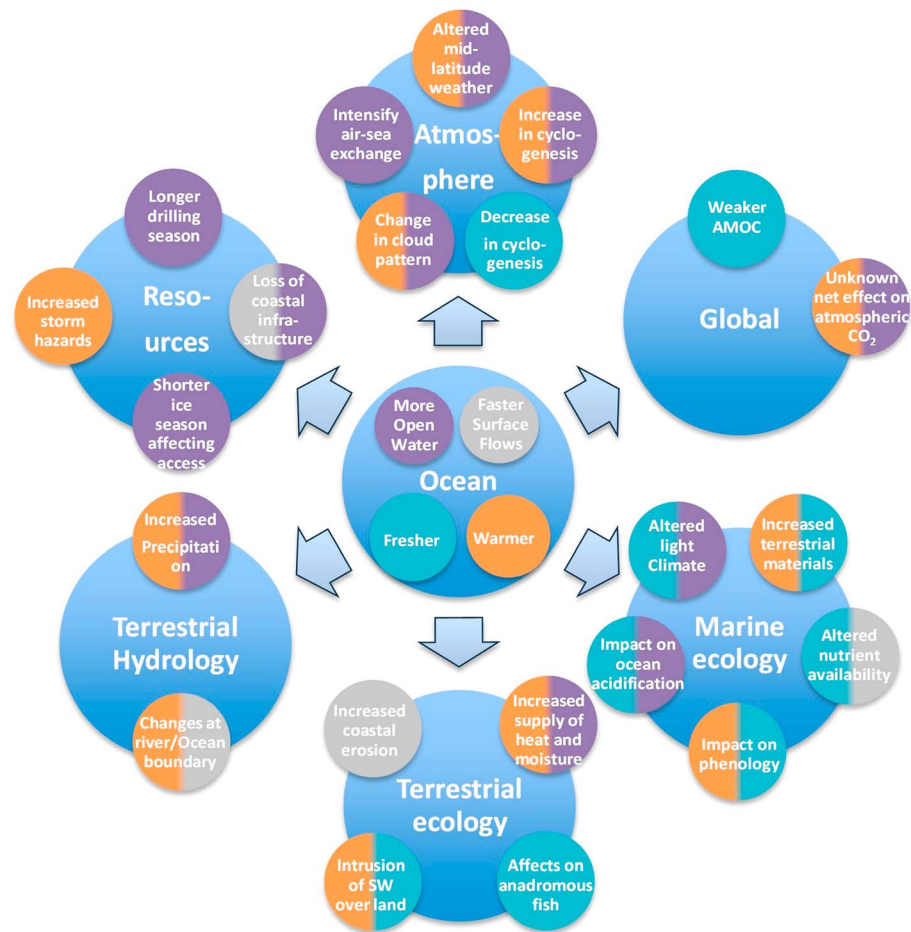 Altered
mid-
latitude
weather
Intensify
air-sea
exchange
Atmos-
phere
Increase
in cyclo-
genesis
Change
in cloud
pattern
Decrease
in cyclo-
genesis
Longer
drilling
season
Increased
storm
hazards
Reso-
urces
Loss of
coastal
infra-
structure
Shorter
ice
season
affecting
access
Weaker
AMOC
Global
Unknown
net effect on
atmospheric
CO₂
More
Open
Water
Faster
Surface
Flows
Ocean
Fresher
Warmer
Increased
Precipitati
on
Terrestrial
Hydrology
Changes at
river/Ocean
boundary
Altered
light
Climate
Increased
terrestrial
materials
Marine
ecology
Impact on
ocean
acidification
Altered
nutrient
availability
Impact on
phenology
Increased
coastal
erosion
Increased
supply of
heat and
moisture
Terrestrial
ecology
Intrusion
of SW
over land
Affects on
anadromous
fish